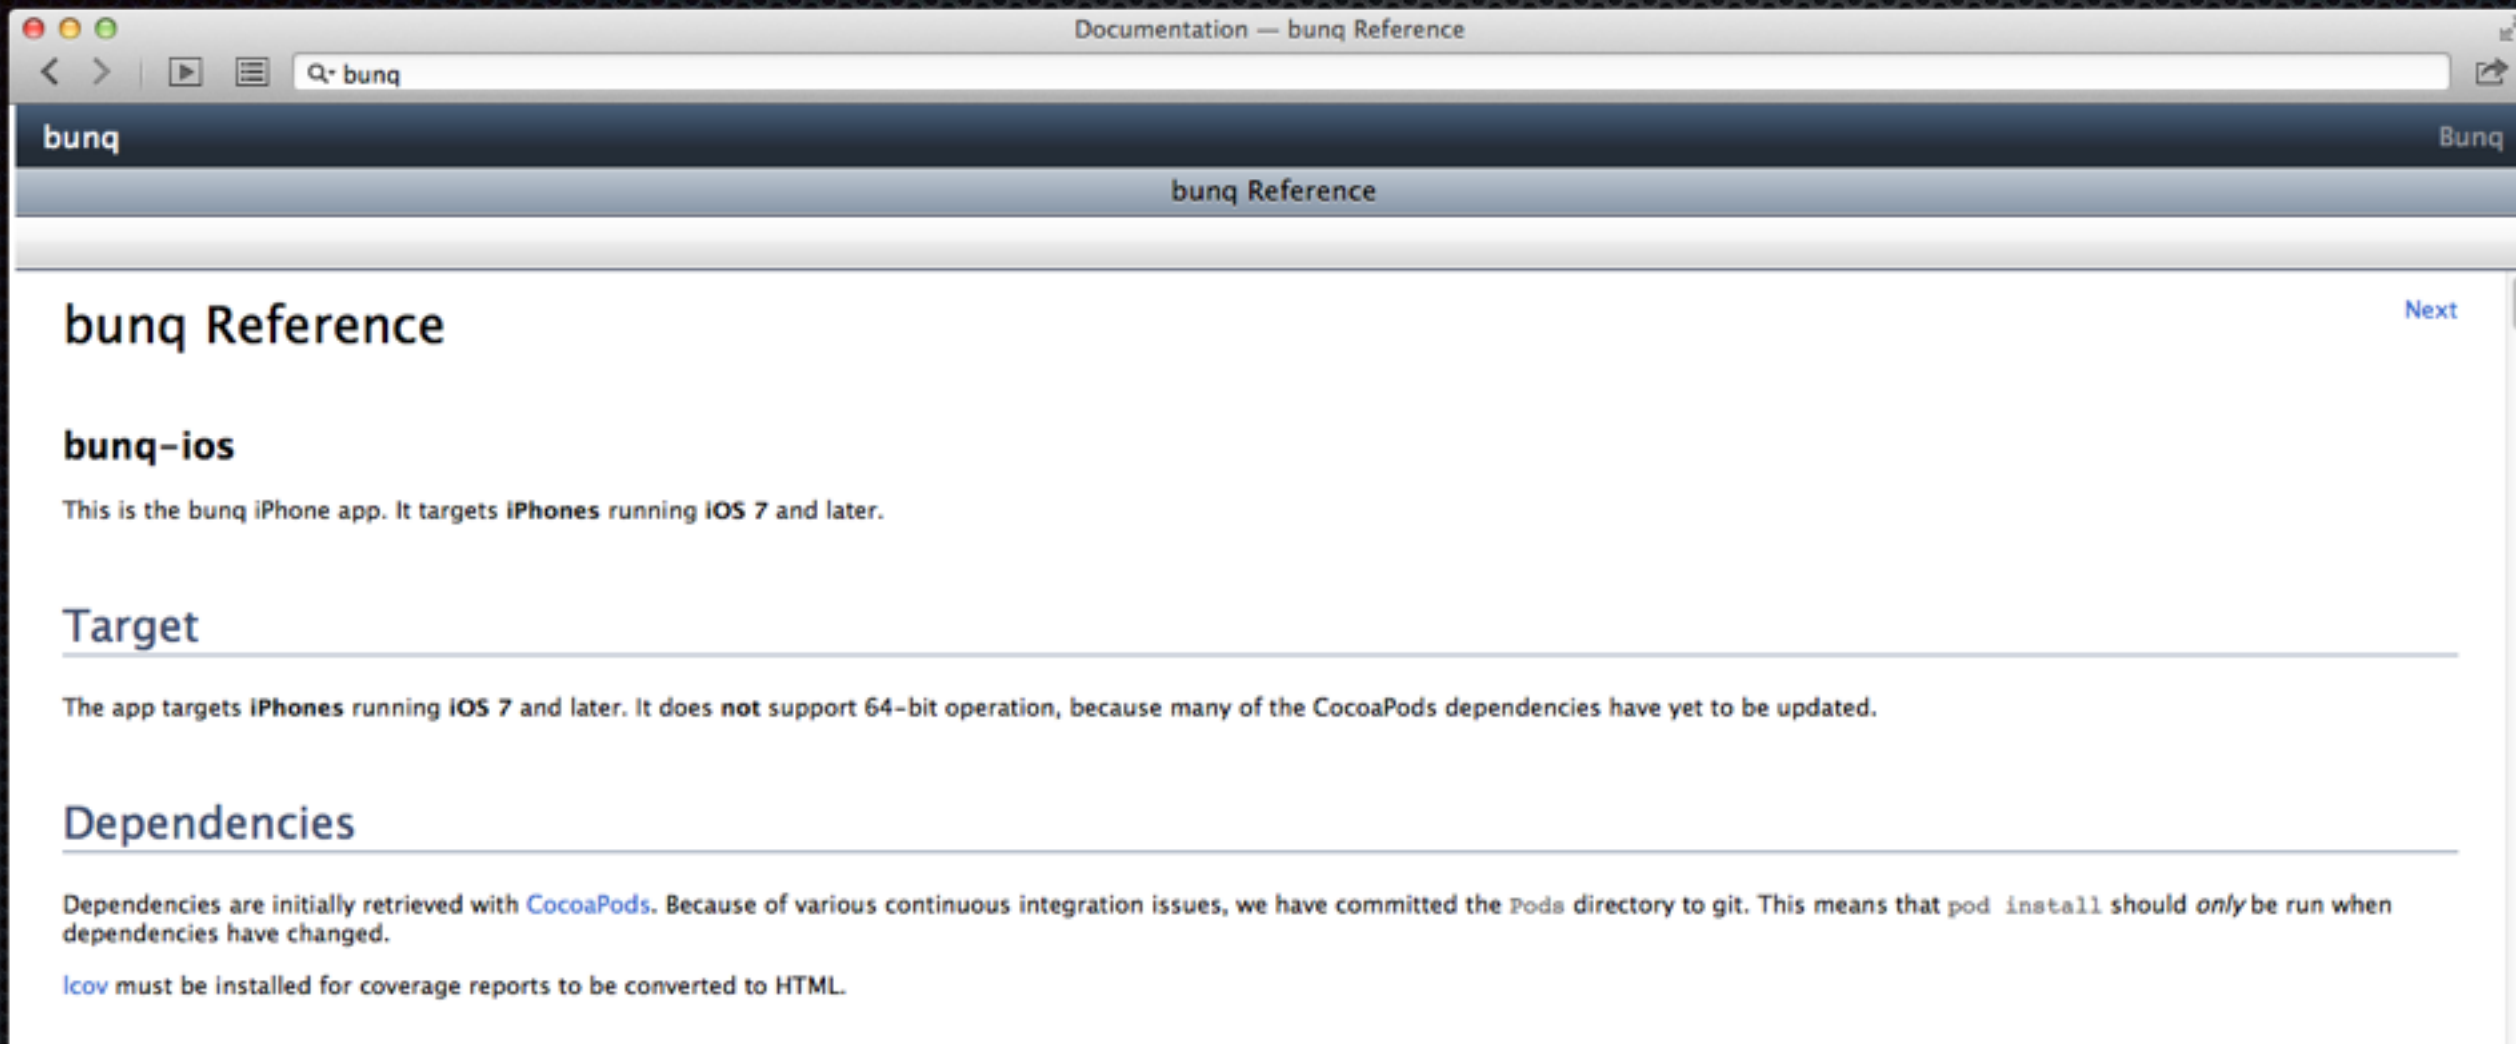 Documentation — bunq Reference
bunq
bunq Bunq
bunq Reference
bunq Reference Next
bunq-ios
This is the bunq iPhone app. It targets iPhones running iOS 7 and later.
Target
The app targets iPhones running iOS 7 and later. It does not support 64-bit operation, because many of the CocoaPods dependencies have yet to be updated.
Dependencies
Dependencies are initially retrieved with CocoaPods. Because of various continuous integration issues, we have committed the Pods directory to git. This means that pod install should only be run when
dependencies have changed.
lcov must be installed for coverage reports to be converted to HTML.